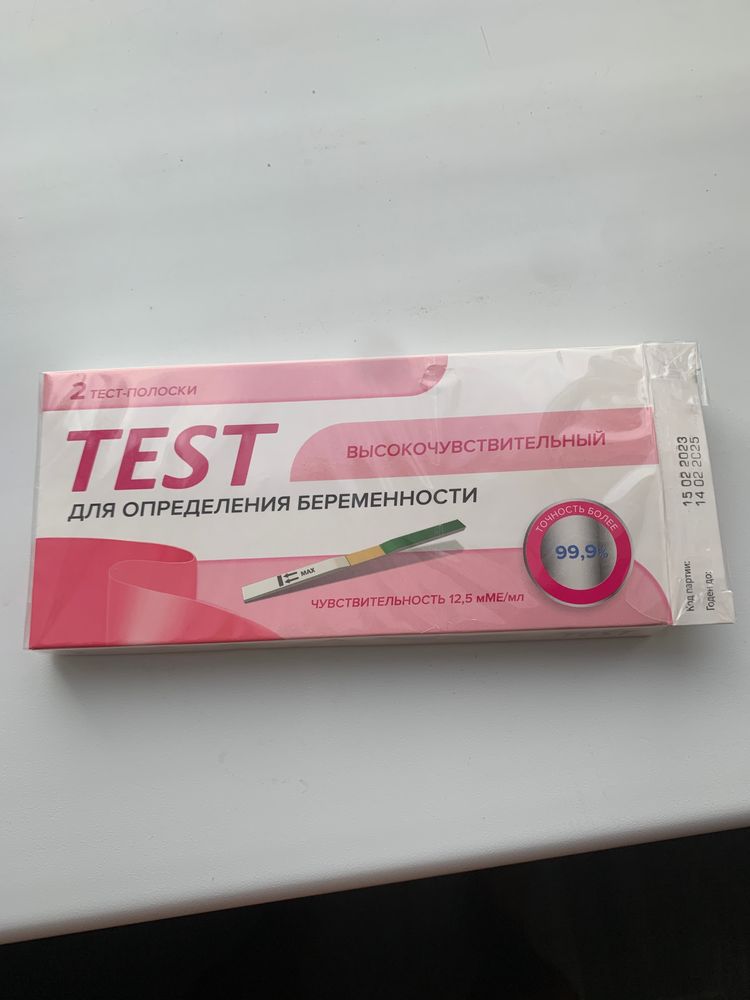 2 ТЕСТ-ПОЛОСКИ
TEST
ВЫСОКОЧУВСТВИТЕЛЬНЫЙ
ДЛЯ ОПРЕДЕЛЕНИЯ БЕРЕМЕННОСТИ
MAX
ЧУВСТВИТЕЛЬНОСТЬ 12,5 мМЕ/мл
ТОЧНОСТЬ БОЛЕЕ
99,9%
Код партии: 15 02 2023
Годен до: 14 02 2025
TEST